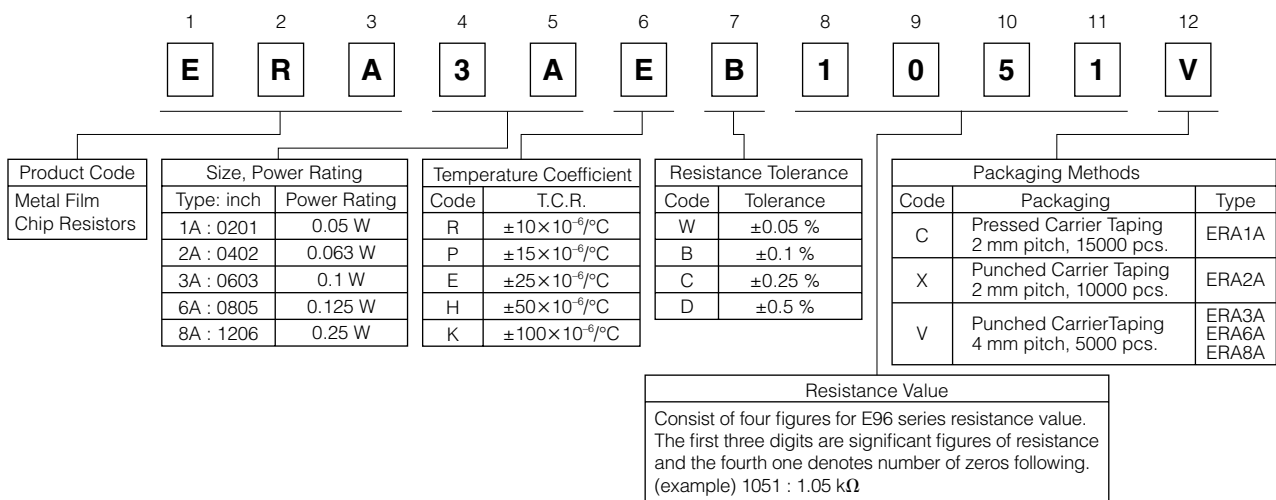 1 2 3 4 5 6 7 8 9 10 11 12
E R A 3 A E B 1 0 5 1 V
Product Code
Metal Film
Chip Resistors
Size, Power Rating
Type: inch Power Rating
1A : 0201 0.05 W
2A : 0402 0.063 W
3A : 0603 0.1 W
6A : 0805 0.125 W
8A : 1206 0.25 W
Temperature Coefficient
Code T.C.R.
R ±10×10⁻⁶/°C
P ±15×10⁻⁶/°C
E ±25×10⁻⁶/°C
H ±50×10⁻⁶/°C
K ±100×10⁻⁶/°C
Resistance Tolerance
Code Tolerance
W ±0.05 %
B ±0.1 %
C ±0.25 %
D ±0.5 %
Packaging Methods
Code Packaging Type
C Pressed Carrier Taping
2 mm pitch, 15000 pcs. ERA1A
X Punched Carrier Taping
2 mm pitch, 10000 pcs. ERA2A
V Punched CarrierTaping
4 mm pitch, 5000 pcs. ERA3A
ERA6A
ERA8A
Resistance Value
Consist of four figures for E96 series resistance value.
The first three digits are significant figures of resistance
and the fourth one denotes number of zeros following.
(example) 1051 : 1.05 kΩ